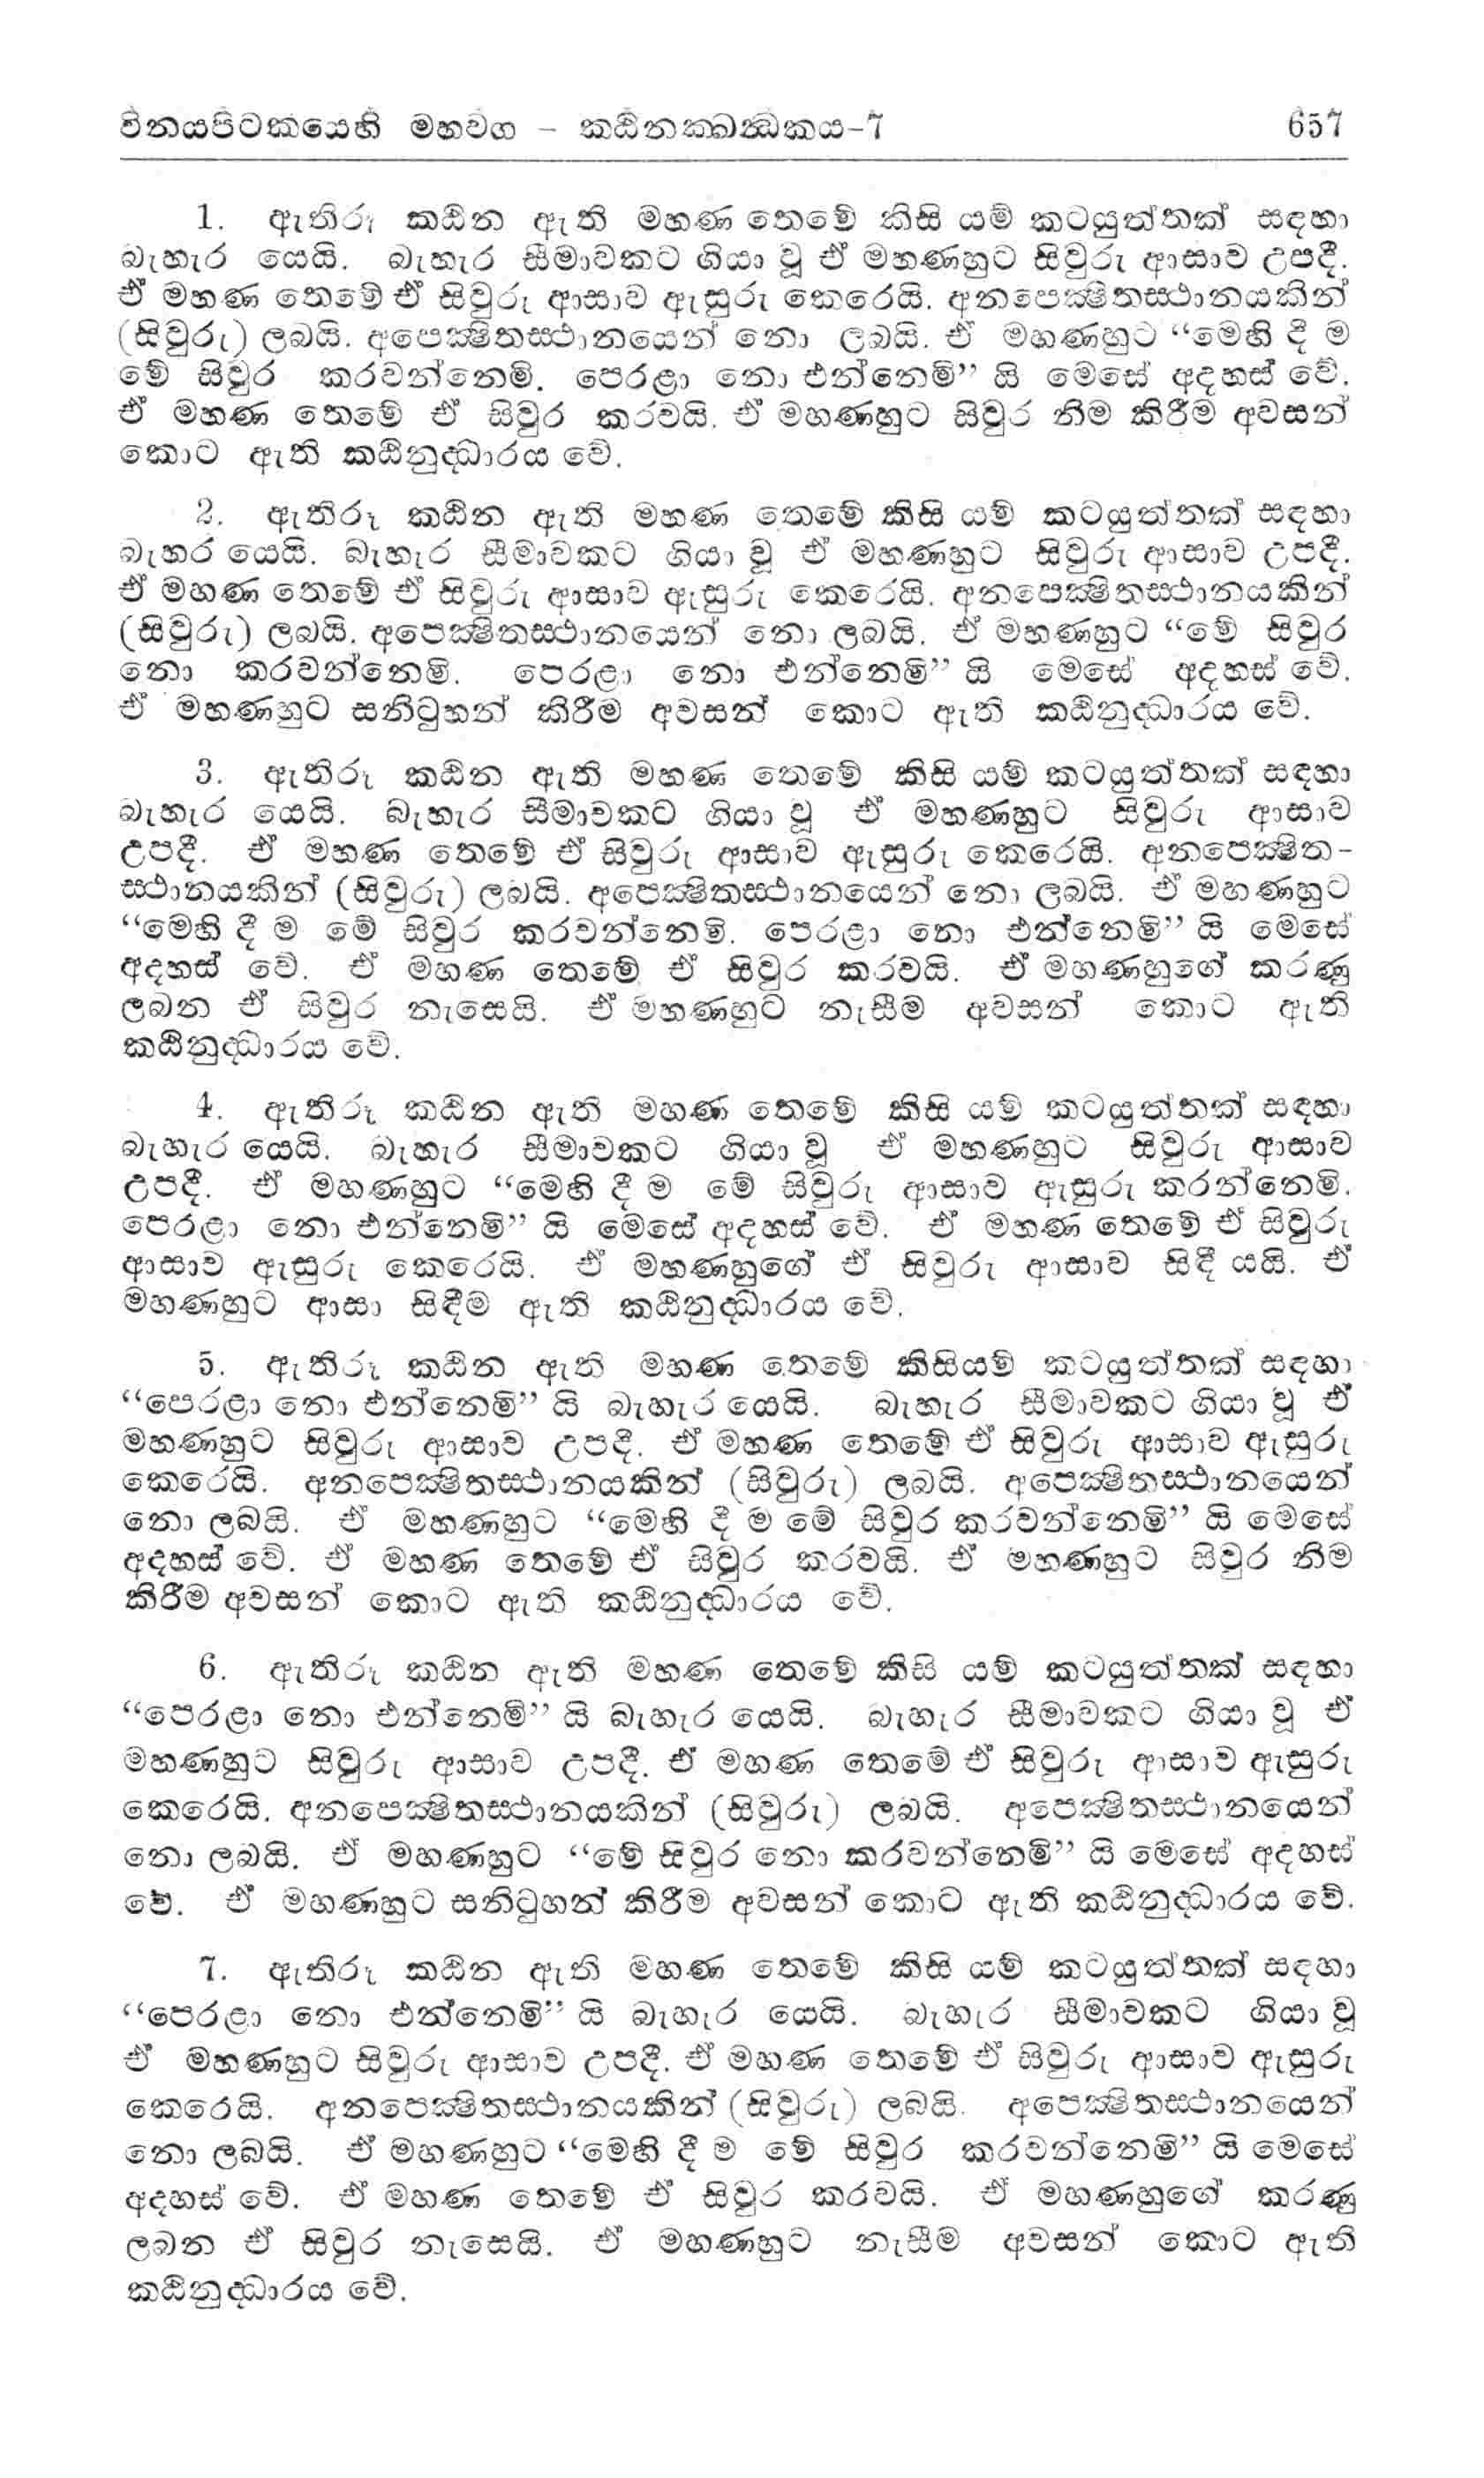 විනයපිටකයෙහි මහවග – කඨිනක්ඛන්ධකය–7 657
1. ඇතිරූ කඨින ඇති මහණ තෙමේ කිසි යම් කටයුත්තක් සඳහා
බැහැර යෙයි. බැහැර සීමාවකට ගියා වූ ඒ මහණහුට සිවුරු ආසාව උපදී.
ඒ මහණ තෙමේ ඒ සිවුරු ආසාව ඇසුරු කෙරෙයි. අනපෙක්‍ෂිතස්ථානයකින්
(සිවුරු) ලබයි. අපෙක්‍ෂිතස්ථානයෙන් නො ලබයි. ඒ මහණහුට “මෙහි දී ම
මේ සිවුර කරවන්නෙමි. පෙරළා නො එන්නෙමි” යි මෙසේ අදහස් වේ.
ඒ මහණ තෙමේ ඒ සිවුර කරවයි. ඒ මහණහුට සිවුර නිම කිරීම අවසන්
කොට ඇති කඨිනුද්ධාරය වේ.
2. ඇතිරූ කඨින ඇති මහණ තෙමේ කිසි යම් කටයුත්තක් සඳහා
බැහර යෙයි. බැහැර සීමාවකට ගියා වූ ඒ මහණහුට සිවුරු ආසාව උපදී.
ඒ මහණ තෙමේ ඒ සිවුරු ආසාව ඇසුරු කෙරෙයි. අනපෙක්‍ෂිතස්ථානයකින්
(සිවුරු) ලබයි. අපෙක්‍ෂිතස්ථානයෙන් නො ලබයි. ඒ මහණහුට “මේ සිවුර
නො කරවන්නෙමි. පෙරළා නො එන්නෙමි” යි මෙසේ අදහස් වේ.
ඒ මහණහුට සනිටුහන් කිරීම අවසන් කොට ඇති කඨිනුද්ධාරය වේ.
3. ඇතිරූ කඨින ඇති මහණ තෙමේ කිසි යම් කටයුත්තක් සඳහා
බැහැර යෙයි. බැහැර සීමාවකට ගියා වූ ඒ මහණහුට සිවුරු ආසාව
උපදී. ඒ මහණ තෙමේ ඒ සිවුරු ආසාව ඇසුරු කෙරෙයි. අනපෙක්‍ෂිත-
ස්ථානයකින් (සිවුරු) ලබයි. අපෙක්‍ෂිතස්ථානයෙන් නො ලබයි. ඒ මහණහුට
“මෙහි දී ම මේ සිවුර කරවන්නෙමි. පෙරළා නො එන්නෙමි” යි මෙසේ
අදහස් වේ. ඒ මහණ තෙමේ ඒ සිවුර කරවයි. ඒ මහණහුගේ කරණු
ලබන ඒ සිවුර නැසෙයි. ඒ මහණහුට නැසීම අවසන් කොට ඇති
කඨිනුද්ධාරය වේ.
4. ඇතිරූ කඨින ඇති මහණ තෙමේ කිසි යම් කටයුත්තක් සඳහා
බැහැර යෙයි. බැහැර සීමාවකට ගියා වූ ඒ මහණහුට සිවුරු ආසාව
උපදී. ඒ මහණහුට “මෙහි දී ම මේ සිවුරු ආසාව ඇසුරු කරන්නෙමි.
පෙරළා නො එන්නෙමි” යි මෙසේ අදහස් වේ. ඒ මහණ තෙමේ ඒ සිවුරු
ආසාව ඇසුරු කෙරෙයි. ඒ මහණහුගේ ඒ සිවුරු ආසාව සිඳී යයි. ඒ
මහණහුට ආසා සිඳීම ඇති කඨිනුද්ධාරය වේ.
5. ඇතිරූ කඨින ඇති මහණ තෙමේ කිසියම් කටයුත්තක් සඳහා
“පෙරළා නො එන්නෙමි” යි බැහැර යෙයි. බැහැර සීමාවකට ගියා වූ ඒ
මහණහුට සිවුරු ආසාව උපදී. ඒ මහණ තෙමේ ඒ සිවුරු ආසාව ඇසුරු
කෙරෙයි. අනපෙක්‍ෂිතස්ථානයකින් (සිවුරු) ලබයි. අපෙක්‍ෂිතස්ථානයෙන්
නො ලබයි. ඒ මහණහුට “මෙහි දී ම මේ සිවුර කරවන්නෙමි” යි මෙසේ
අදහස් වේ. ඒ මහණ තෙමේ ඒ සිවුර කරවයි. ඒ මහණහුට සිවුර නිම
කිරීම අවසන් කොට ඇති කඨිනුද්ධාරය වේ.
6. ඇතිරූ කඨින ඇති මහණ තෙමේ කිසි යම් කටයුත්තක් සඳහා
“පෙරළා නො එන්නෙමි” යි බැහැර යෙයි. බැහැර සීමාවකට ගියා වූ ඒ
මහණහුට සිවුරු ආසාව උපදී. ඒ මහණ තෙමේ ඒ සිවුරු ආසාව ඇසුරු
කෙරෙයි. අනපෙක්‍ෂිතස්ථානයකින් (සිවුරු) ලබයි. අපෙක්‍ෂිතස්ථානයෙන්
නො ලබයි. ඒ මහණහුට “මේ සිවුර නො කරවන්නෙමි” යි මෙසේ අදහස්
වේ. ඒ මහණහුට සනිටුහන් කිරීම අවසන් කොට ඇති කඨිනුද්ධාරය වේ.
7. ඇතිරූ කඨින ඇති මහණ තෙමේ කිසි යම් කටයුත්තක් සඳහා
“පෙරළා නො එන්නෙමි” යි බැහැර යෙයි. බැහැර සීමාවකට ගියා වූ
ඒ මහණහුට සිවුරු ආසාව උපදී. ඒ මහණ තෙමේ ඒ සිවුරු ආසාව ඇසුරු
කෙරෙයි. අනපෙක්‍ෂිතස්ථානයකින් (සිවුරු) ලබයි. අපෙක්‍ෂිතස්ථානයෙන්
නො ලබයි. ඒ මහණහුට “මෙහි දී ම මේ සිවුර කරවන්නෙමි” යි මෙසේ
අදහස් වේ. ඒ මහණ තෙමේ ඒ සිවුර කරවයි. ඒ මහණහුගේ කරණු
ලබන ඒ සිවුර නැසෙයි. ඒ මහණහුට නැසීම අවසන් කොට ඇති
කඨිනුද්ධාරය වේ.